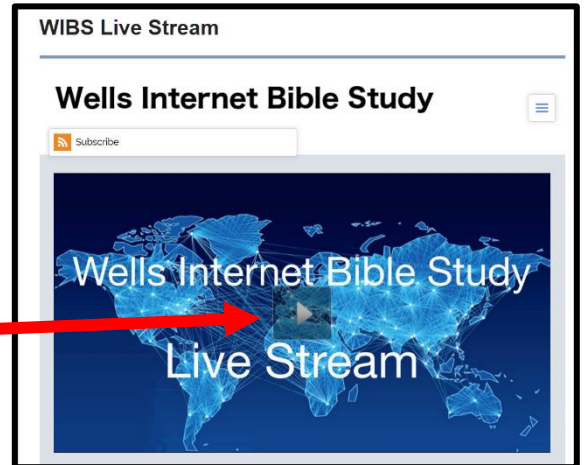 WIBS Live Stream
Wells Internet Bible Study
Subscribe
Wells Internet Bible Study
Live Stream